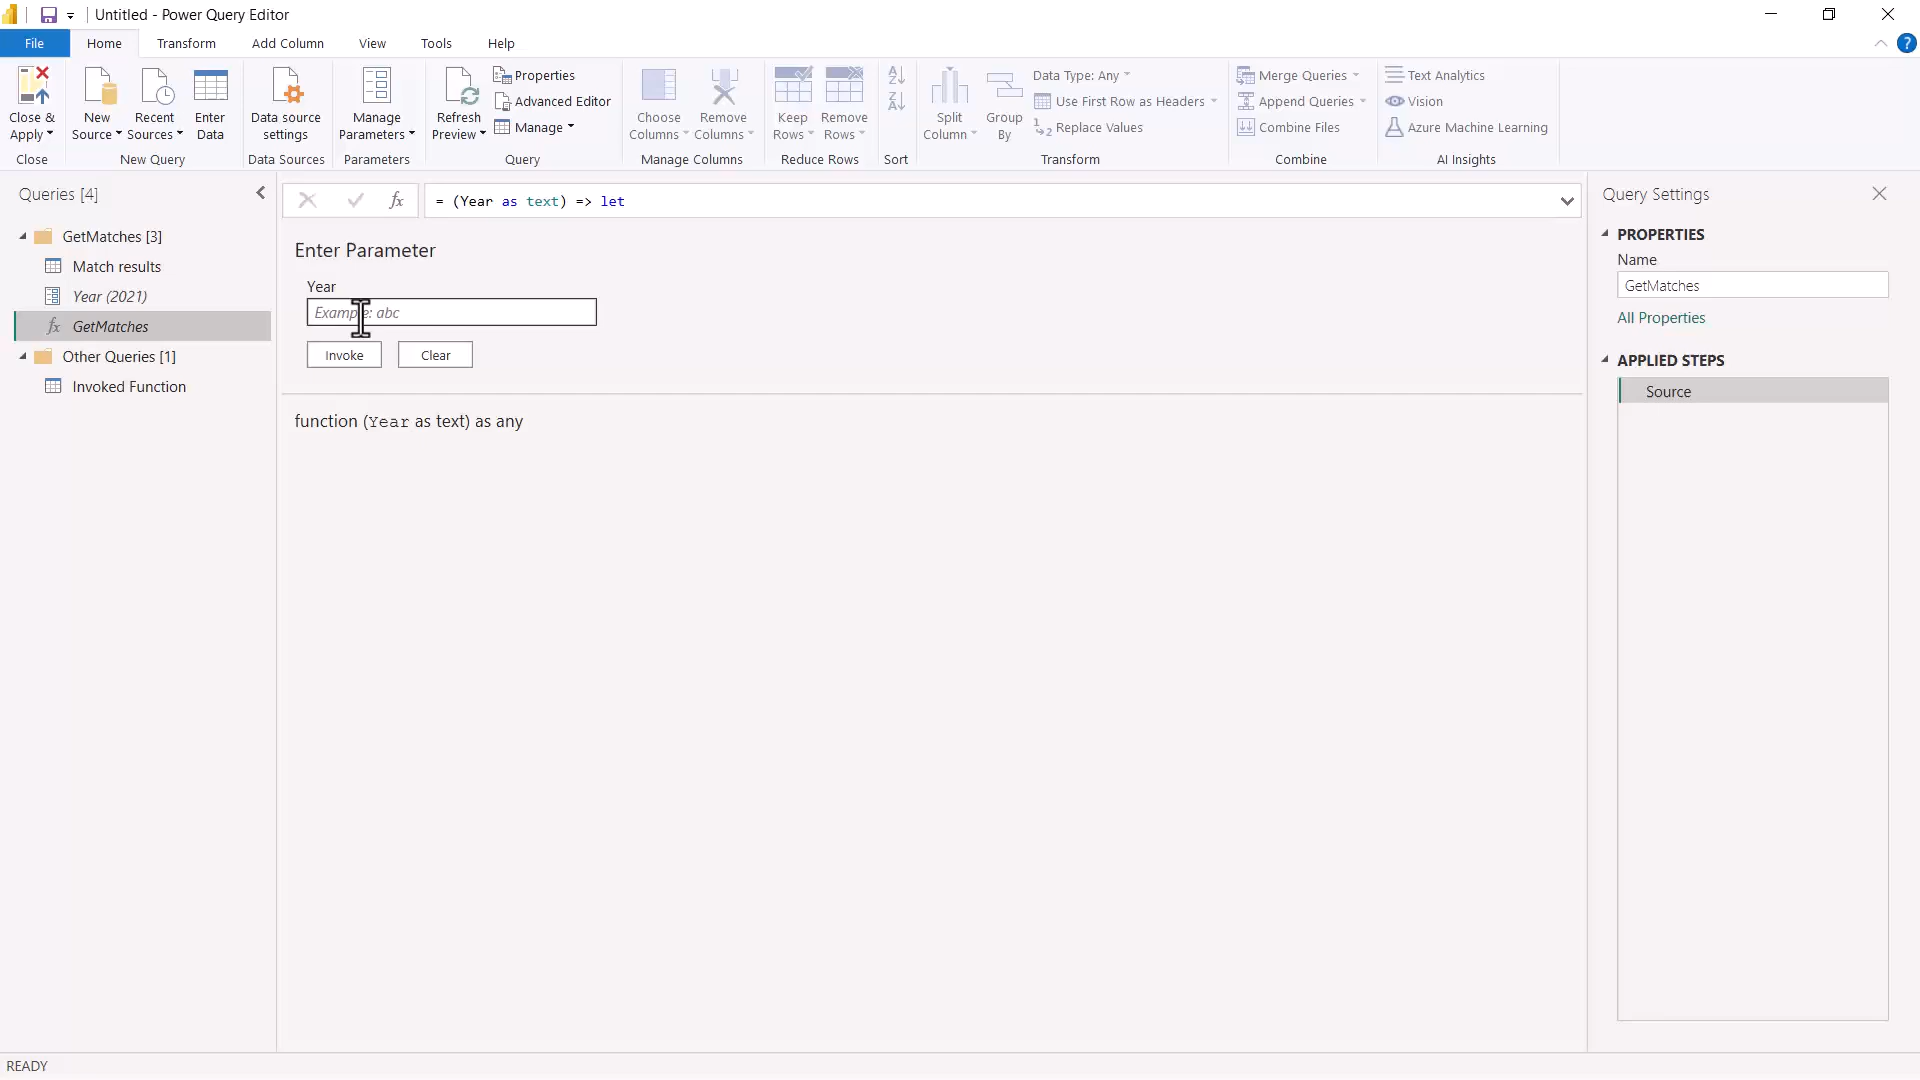 Untitled - Power Query Editor
File Home Transform Add Column View Tools Help
Close & Apply
New Source
Recent Sources
Enter Data
Data source settings
Manage Parameters
Refresh Preview
Properties
Advanced Editor
Manage
Choose Columns
Remove Columns
Keep Rows
Remove Rows
Split Column
Group By
Data Type: Any
Use First Row as Headers
Replace Values
Merge Queries
Append Queries
Combine Files
Text Analytics
Vision
Azure Machine Learning
Close New Query Data Sources Parameters Query Manage Columns Reduce Rows Sort Transform Combine AI Insights
Queries [4]
GetMatches [3]
Match results
Year (2021)
fx GetMatches
Other Queries [1]
Invoked Function
fx = (Year as text) => let
Enter Parameter
Year
Example: abc
Invoke Clear
function (Year as text) as any
Query Settings
PROPERTIES
Name
GetMatches
All Properties
APPLIED STEPS
Source
READY